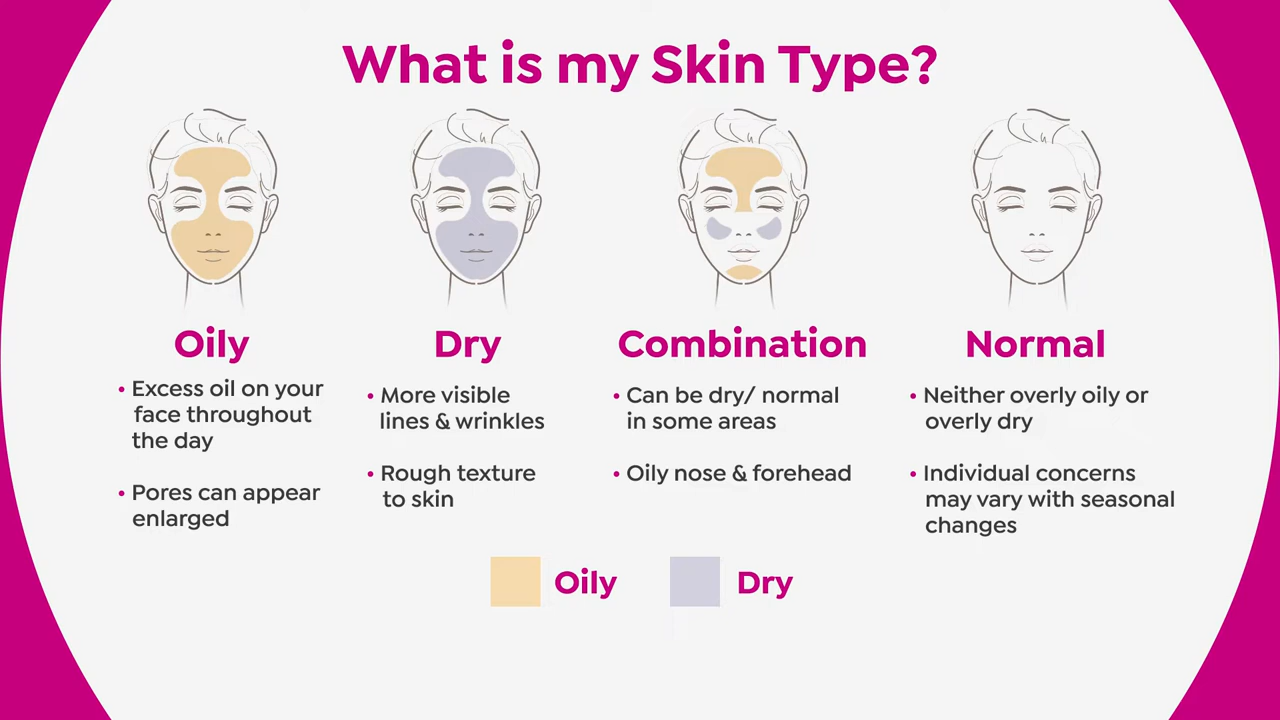 What is my Skin Type?
Oily
• Excess oil on your
face throughout
the day
• Pores can appear
enlarged
Dry
• More visible
lines & wrinkles
• Rough texture
to skin
Combination
• Can be dry/ normal
in some areas
• Oily nose & forehead
Normal
• Neither overly oily or
overly dry
• Individual concerns
may vary with seasonal
changes
Oily
Dry